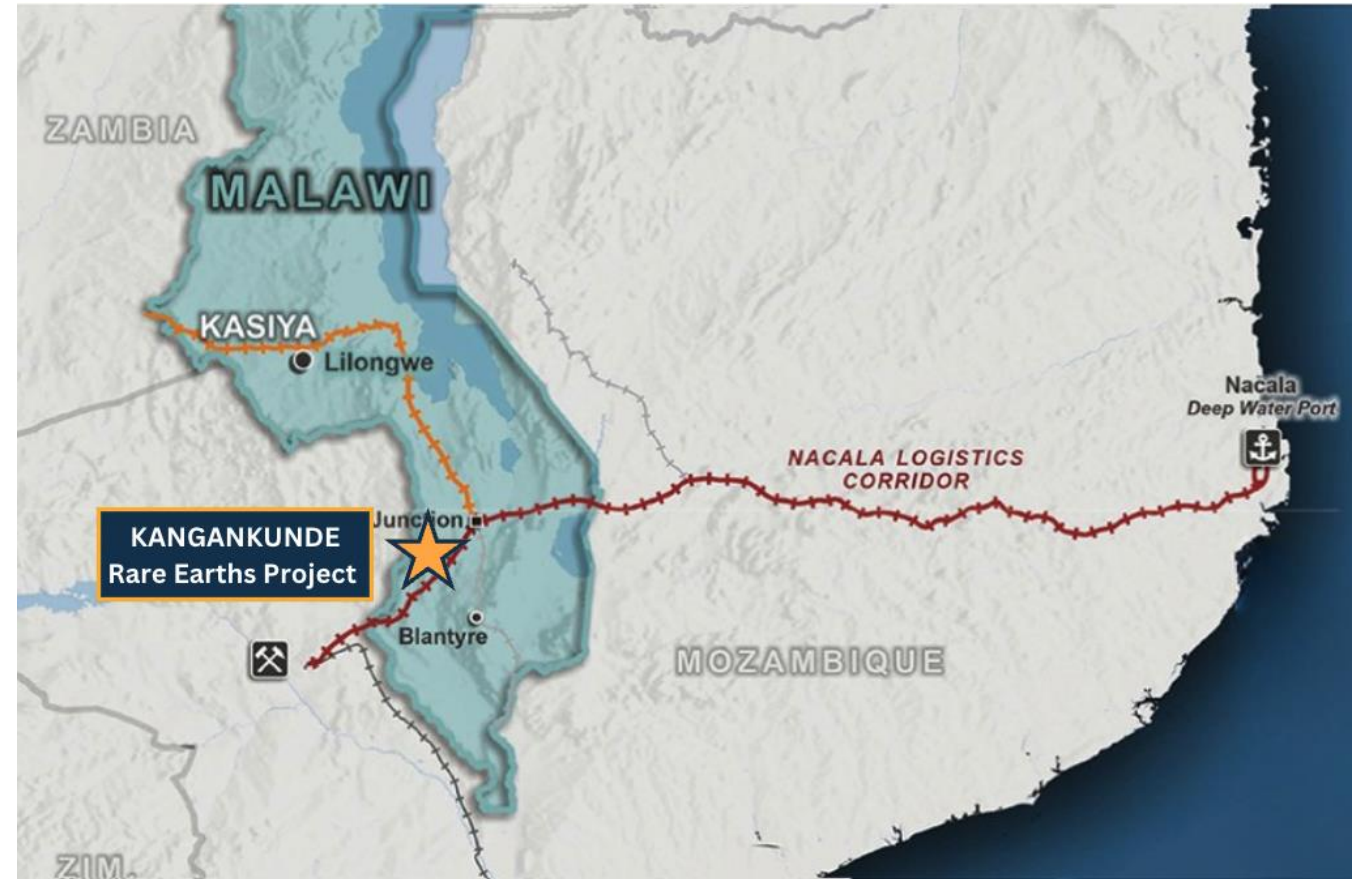 ZAMBIA
MALAWI
KASIYA
Lilongwe
Nacala
Deep Water Port
NACALA LOGISTICS
CORRIDOR
Junction
KANGANKUNDE
Rare Earths Project
Blantyre
MOZAMBIQUE
ZIM.